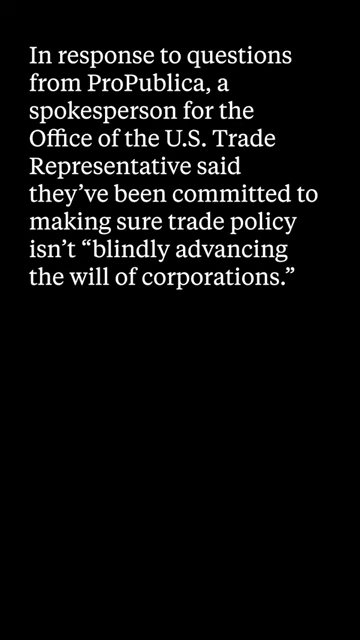 In response to questions
from ProPublica, a
spokesperson for the
Office of the U.S. Trade
Representative said
they’ve been committed to
making sure trade policy
isn’t “blindly advancing
the will of corporations.”